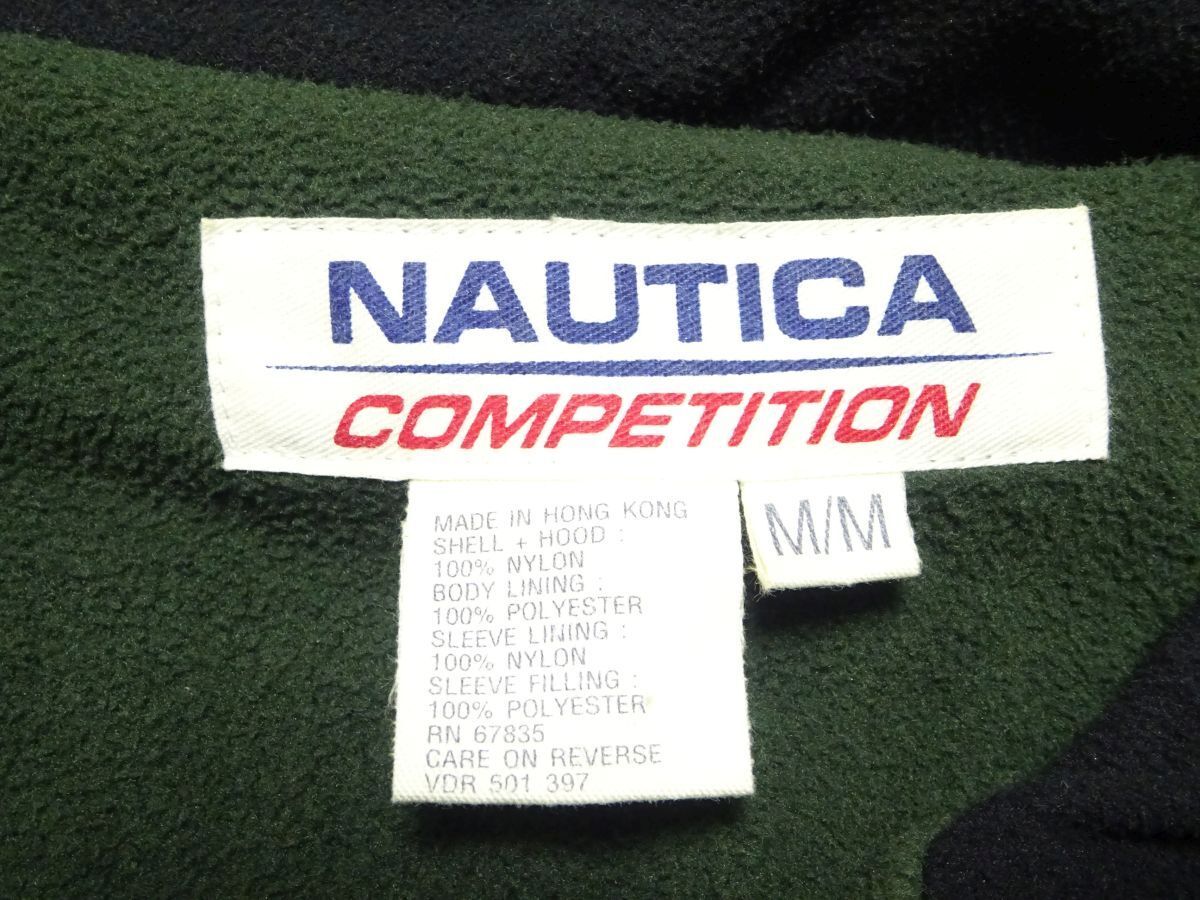 NAUTICA
COMPETITION
M/M
MADE IN HONG KONG
SHELL + HOOD :
100% NYLON
BODY LINING :
100% POLYESTER
SLEEVE LINING :
100% NYLON
SLEEVE FILLING :
100% POLYESTER
RN 67835
CARE ON REVERSE
VDR 501 397